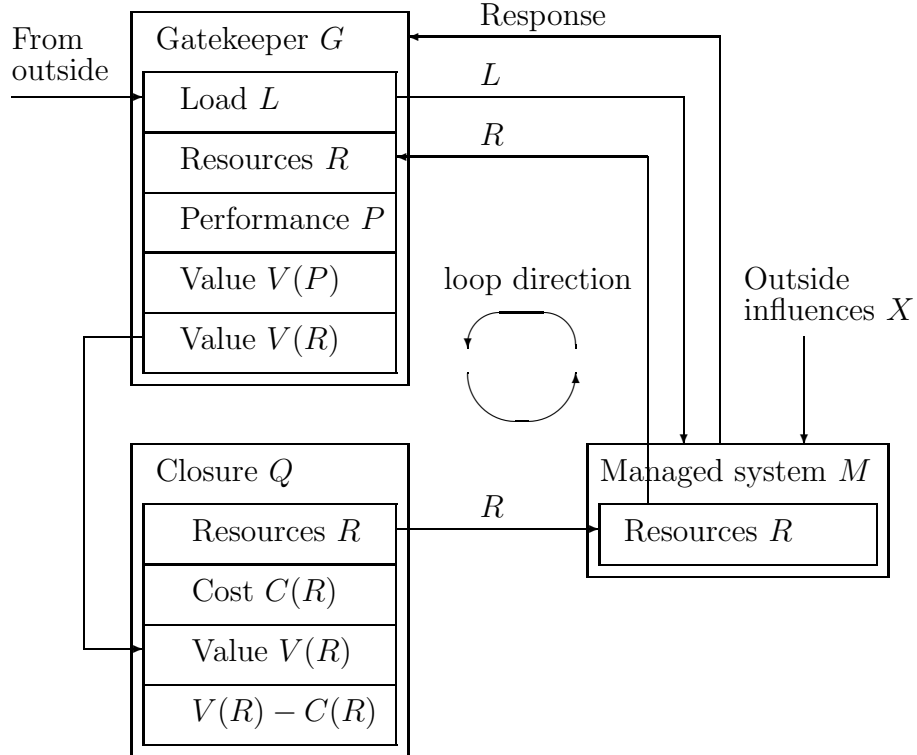 Response
From
outside
Gatekeeper G
Load L
L
Resources R
R
Performance P
Value V(P)
Value V(R)
loop direction
Outside
influences X
Closure Q
Managed system M
Resources R
R
Resources R
Cost C(R)
Value V(R)
V(R) − C(R)